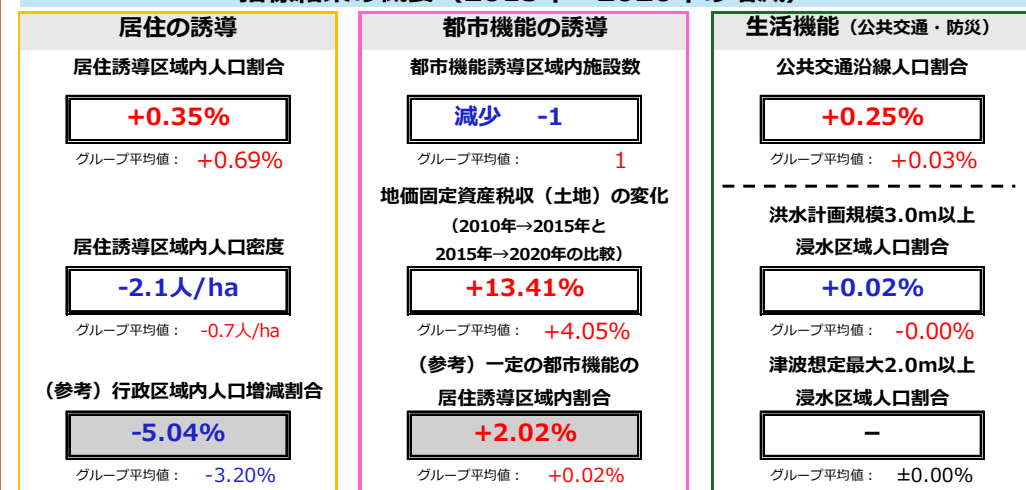 居住の誘導
居住誘導区域内人口割合
+0.35%
グループ平均値： +0.69%
居住誘導区域内人口密度
-2.1人/ha
グループ平均値： -0.7人/ha
（参考）行政区域内人口増減割合
-5.04%
グループ平均値： -3.20%
都市機能の誘導
都市機能誘導区域内施設数
減少 -1
グループ平均値： 1
地価固定資産税収（土地）の変化
（2010年→2015年と
2015年→2020年の比較）
+13.41%
グループ平均値： +4.05%
（参考）一定の都市機能の
居住誘導区域内割合
+2.02%
グループ平均値： +0.02%
生活機能（公共交通・防災）
公共交通沿線人口割合
+0.25%
グループ平均値： +0.03%
洪水計画規模3.0m以上
浸水区域人口割合
+0.02%
グループ平均値： -0.00%
津波想定最大2.0m以上
浸水区域人口割合
–
グループ平均値： ±0.00%